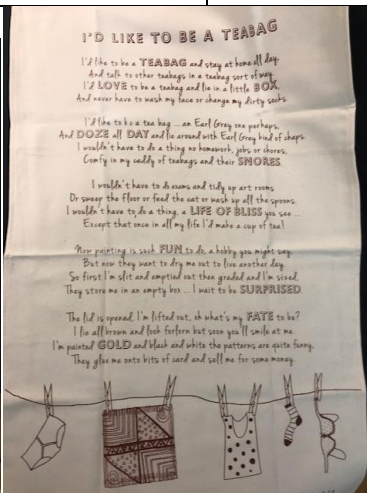 I'D LIKE TO BE A TEABAG
I'd like to be a TEABAG and stay at home all day.
And talk to other teabags in a teabag sort of way.
I'd LOVE to be a teabag and lie in a little BOX,
And never have to wash my face or change my dirty socks.
I'd like to be a tea bag ... an Earl Grey one perhaps,
And DOZE all DAY and lie around with Earl Grey kind of chaps.
I wouldn't have to do a thing no homework, jobs or chores,
Comfy in my caddy of teabags and their SNORES.
I wouldn't have to do exams and tidy up art rooms
Or sweep the floor or feed the cat or wash up all the spoons.
I wouldn't have to do a thing, a LIFE OF BLISS you see ...
Except that once in all my life I'd make a cup of tea!
Now painting is such FUN to do, a hobby you might say.
But now they want to dry me out to live another day.
So first I'm slit and emptied out then graded and I'm sized.
They store me in an empty box ... I wait to be SURPRISED
The lid is opened, I'm lifted out, oh what's my FATE to be?
I lie all brown and look forlorn but soon you'll smile at me.
I'm painted GOLD and black and white the patterns are quite funny.
They glue me onto bits of card and sell me for some money.